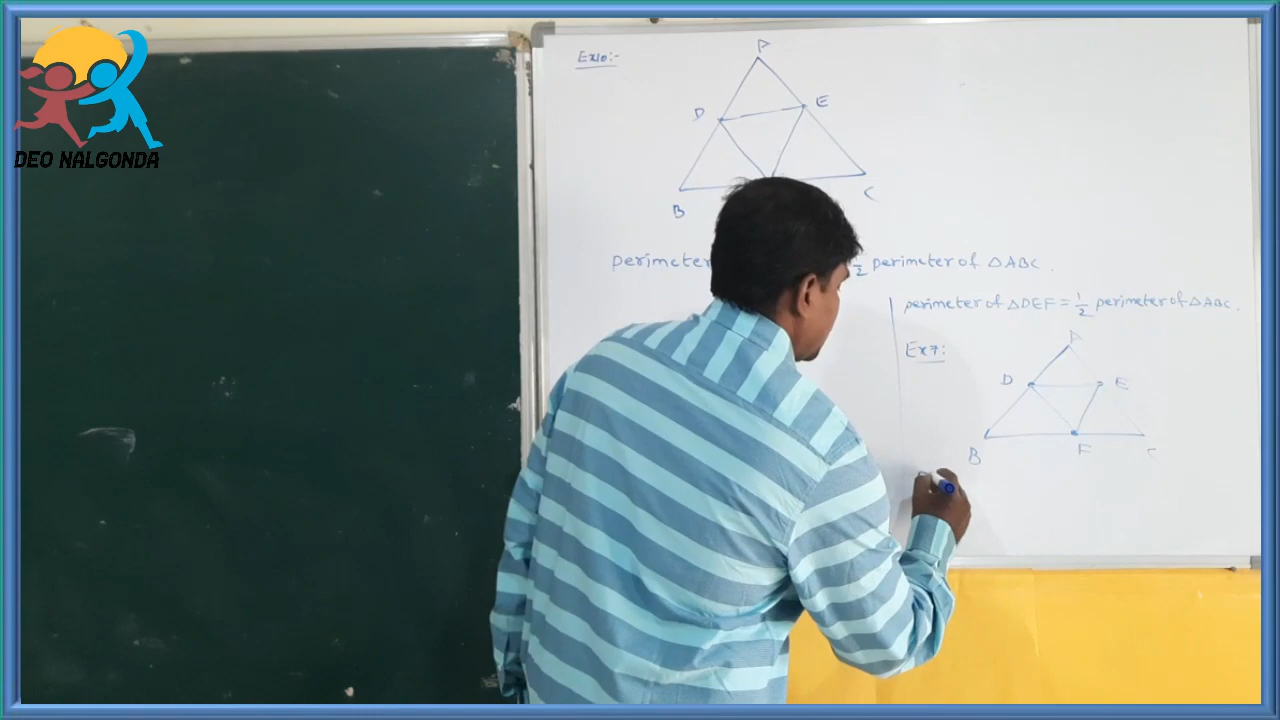 DEO NALGONDA
Ex10:-
A
D
E
B
C
perimeter 1/2 perimeter of △ABC.
perimeter of △DEF = 1/2 perimeter of △ABC.
Ex7:
A
D
E
B
F
C